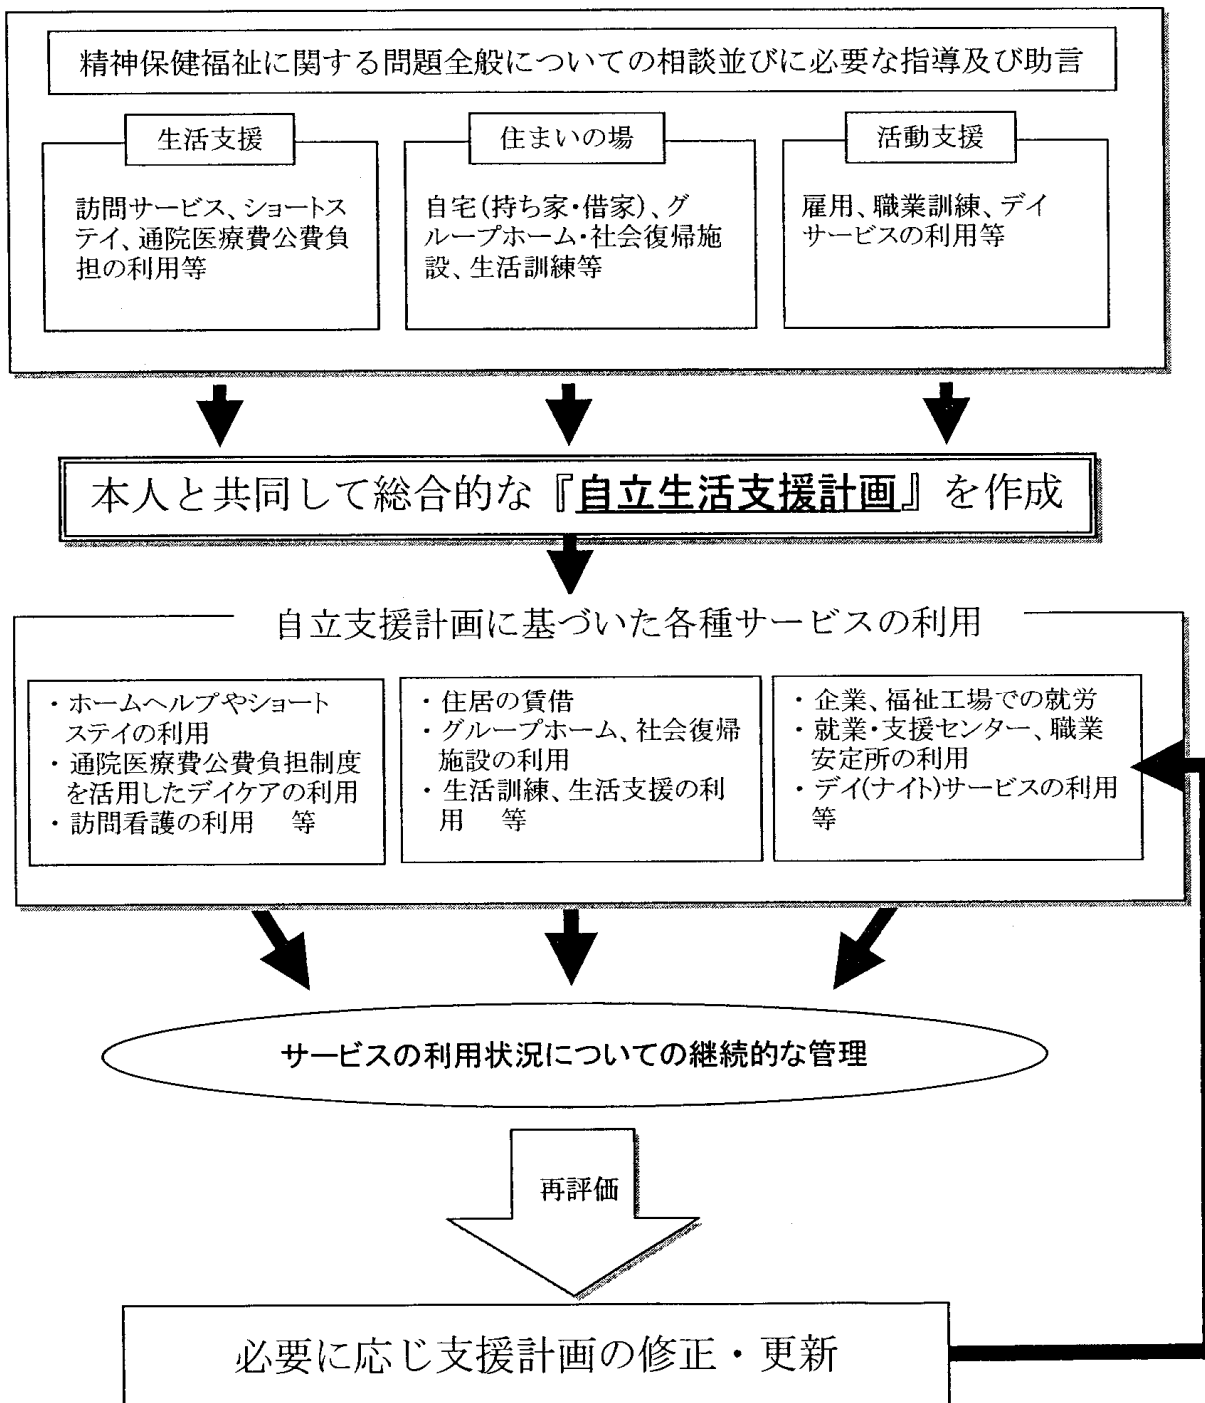 精神保健福祉に関する問題全般についての相談並びに必要な指導及び助言
生活支援
訪問サービス、ショートス
テイ、通院医療費公費負
担の利用等
住まいの場
自宅(持ち家・借家)、グ
ループホーム・社会復帰施
設、生活訓練等
活動支援
雇用、職業訓練、デイ
サービスの利用等
本人と共同して総合的な『自立生活支援計画』を作成
自立支援計画に基づいた各種サービスの利用
・ホームヘルプやショート
ステイの利用
・通院医療費公費負担制度
を活用したデイケアの利用
・訪問看護の利用 等
・住居の賃借
・グループホーム、社会復帰
施設の利用
・生活訓練、生活支援の利
用 等
・企業、福祉工場での就労
・就業・支援センター、職業
安定所の利用
・デイ(ナイト)サービスの利用
等
サービスの利用状況についての継続的な管理
再評価
必要に応じ支援計画の修正・更新